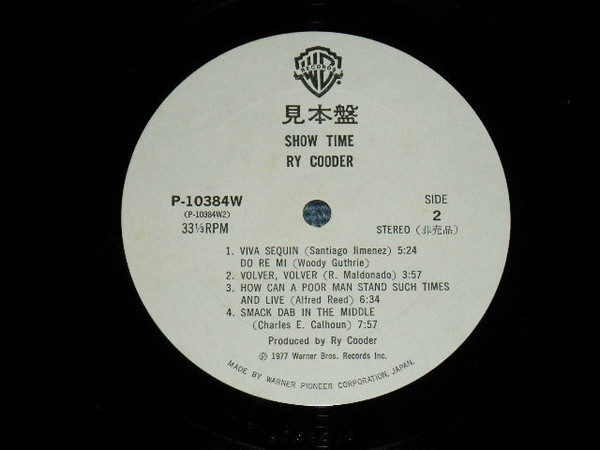 WB
RECORDS
見本盤
SHOW TIME
RY COODER
P-10384W
(P-10384W2)
33⅓RPM
SIDE
2
STEREO (非売品)
1. VIVA SEQUIN (Santiago Jimenez) 5:24
DO RE MI (Woody Guthrie)
2. VOLVER, VOLVER (R. Maldonado) 3:57
3. HOW CAN A POOR MAN STAND SUCH TIMES
AND LIVE (Alfred Reed) 6:34
4. SMACK DAB IN THE MIDDLE
(Charles E. Calhoun) 7:57
Produced by Ry Cooder
℗ 1977 Warner Bros. Records Inc.
MADE BY WARNER PIONEER CORPORATION, JAPAN.